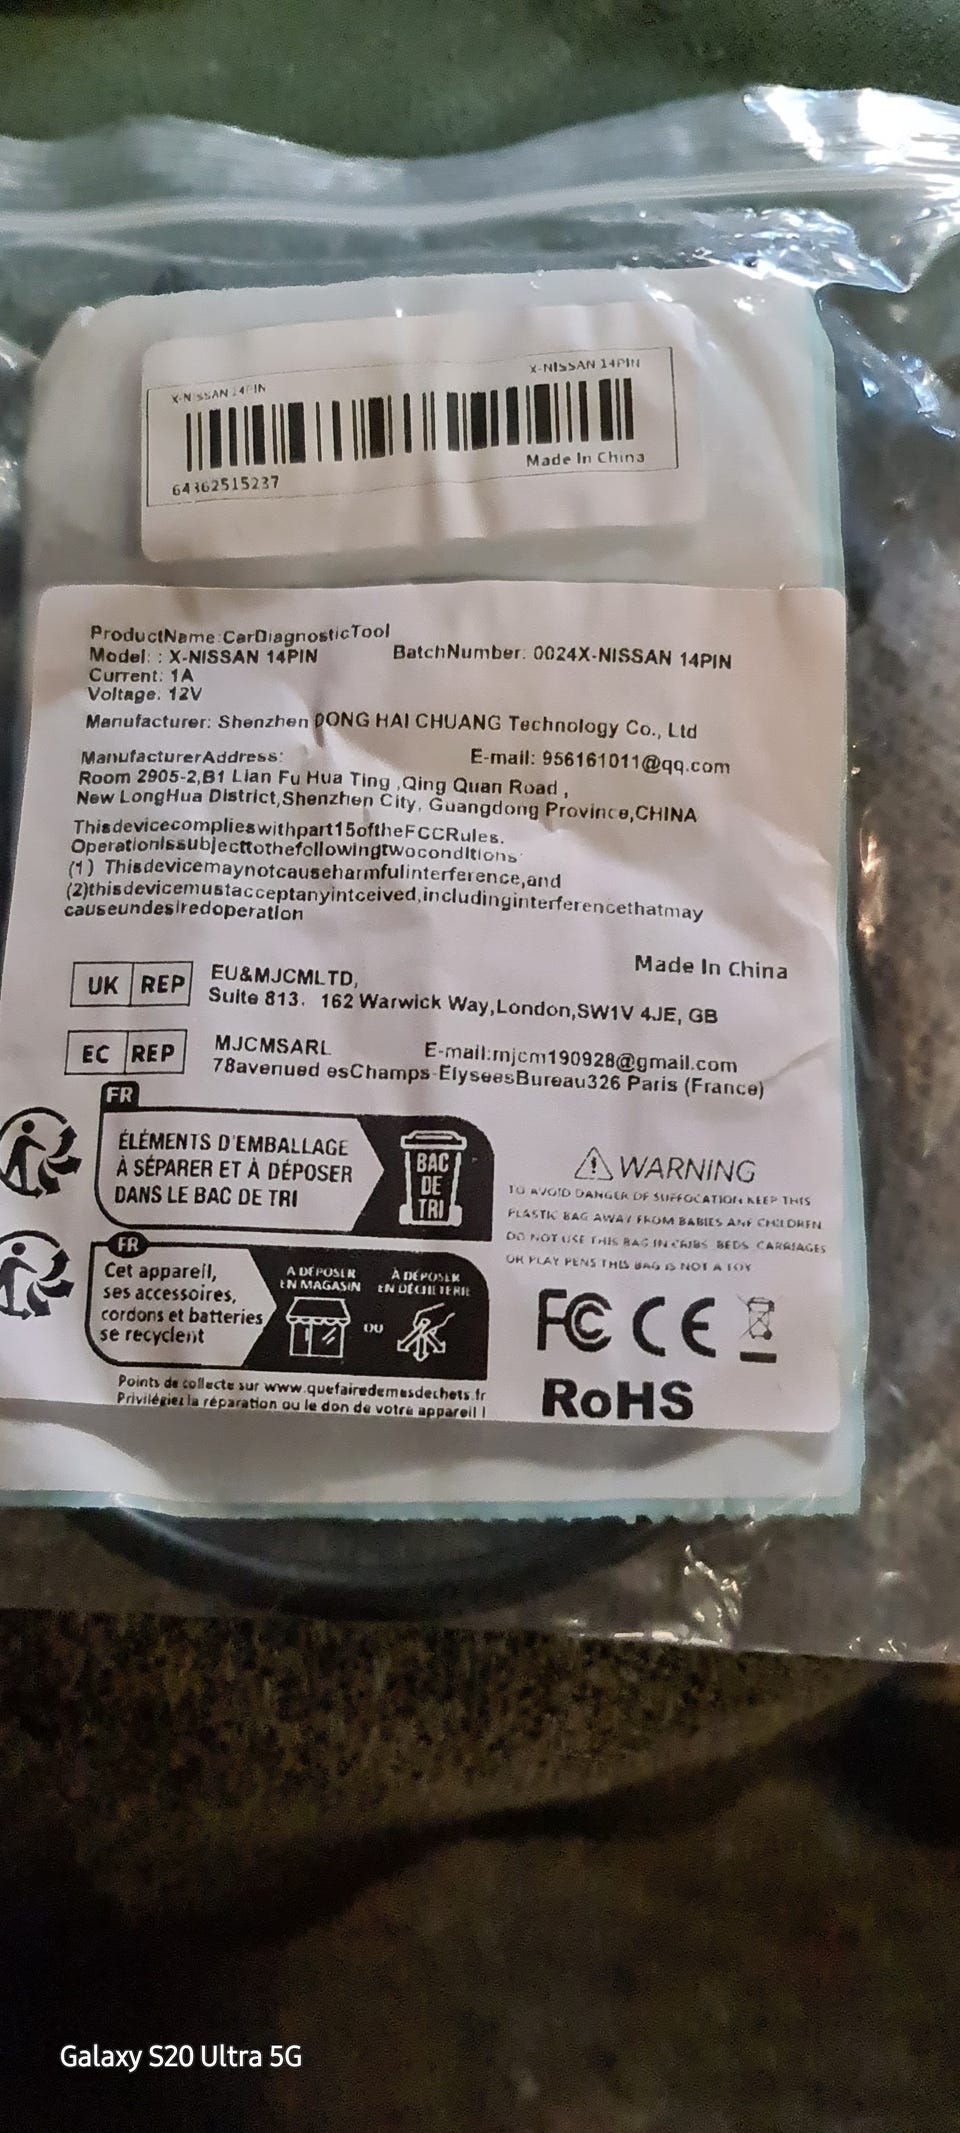 X-NISSAN 14PIN
X-NISSAN 14PIN
64362515237
Made In China
ProductName:CarDiagnosticTool
Model: : X-NISSAN 14PIN
BatchNumber: 0024X-NISSAN 14PIN
Current: 1A
Voltage: 12V
Manufacturer: Shenzhen DONG HAI CHUANG Technology Co., Ltd
ManufacturerAddress:
E-mail: 956161011@qq.com
Room 2905-2,B1 Lian Fu Hua Ting ,Qing Quan Road ,
New LongHua District,Shenzhen City, Guangdong Province,CHINA
Thisdevicecomplieswithpart15oftheFCCRules.
Operationissubjecttothefollowingtwoconditions
(1) Thisdevicemaynotcauseharmfulinterference,and
(2)thisdevicemustacceptanyintceived,includinginterferencethatmay
causeundesiredoperation
Made In China
UK REP
EU&MJCMLTD,
Suite 813. 162 Warwick Way,London,SW1V 4JE, GB
EC REP
MJCMSARL
E-mail:mjcm190928@gmail.com
78avenued esChamps-ElyseesBureau326 Paris (France)
FR
ÉLÉMENTS D'EMBALLAGE
À SÉPARER ET À DÉPOSER
DANS LE BAC DE TRI
BAC
DE
TRI
WARNING
TO AVOID DANGER OF SUFFOCATION KEEP THIS
PLASTIC BAG AWAY FROM BABIES ANF CHILDREN
DO NOT USE THIS BAG IN CRIBS BEDS CARRIAGES
OR PLAY PENS THIS BAG IS NOT A TOY
FR
Cet appareil,
ses accessoires,
cordons et batteries
se recyclent
A DÉPOSER
EN MAGASIN
OU
À DÉPOSER
EN DÉCHÈTERIE
Points de collecte sur www.quefairedemesdechets.fr
Privilégiez la réparation ou le don de votre appareil !
FC CE
RoHS
Galaxy S20 Ultra 5G